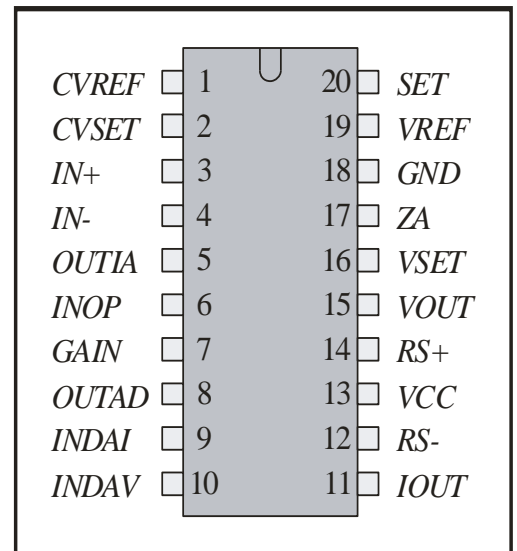 CVREF 1 20 SET
CVSET 2 19 VREF
IN+ 3 18 GND
IN- 4 17 ZA
OUTIA 5 16 VSET
INOP 6 15 VOUT
GAIN 7 14 RS+
OUTAD 8 13 VCC
INDAI 9 12 RS-
INDAV 10 11 IOUT